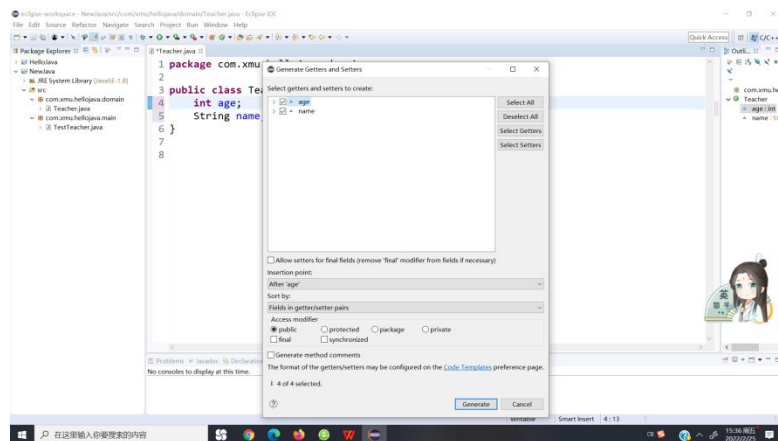 eclipse-workspace - NewJava/src/com/xmu/hellojava/domain/Teacher.java - Eclipse IDE
File Edit Source Refactor Navigate Search Project Run Window Help
Quick Access
C/C++
Package Explorer
*Teacher.java
Outli...
HelloJava
NewJava
JRE System Library [JavaSE-1.8]
src
com.xmu.hellojava.domain
Teacher.java
com.xmu.hellojava.main
TestTeacher.java
1 package com.xmu
2
3 public class Tea
4 int age;
5 String name
6 }
7
8
Generate Getters and Setters
Select getters and setters to create:
age
name
Select All
Deselect All
Select Getters
Select Setters
Allow setters for final fields (remove 'final' modifier from fields if necessary)
Insertion point:
After 'age'
Sort by:
Fields in getter/setter pairs
Access modifier
public protected package private
final synchronized
Generate method comments
The format of the getters/setters may be configured on the Code Templates preference page.
i 4 of 4 selected.
Generate Cancel
com.xmu.he
Teacher
age : int
name : S
英
Problems Javadoc Declaration
No consoles to display at this time.
Writable Smart Insert 4 : 13
在这里输入你要搜索的内容
15:36 周五
2022/2/25